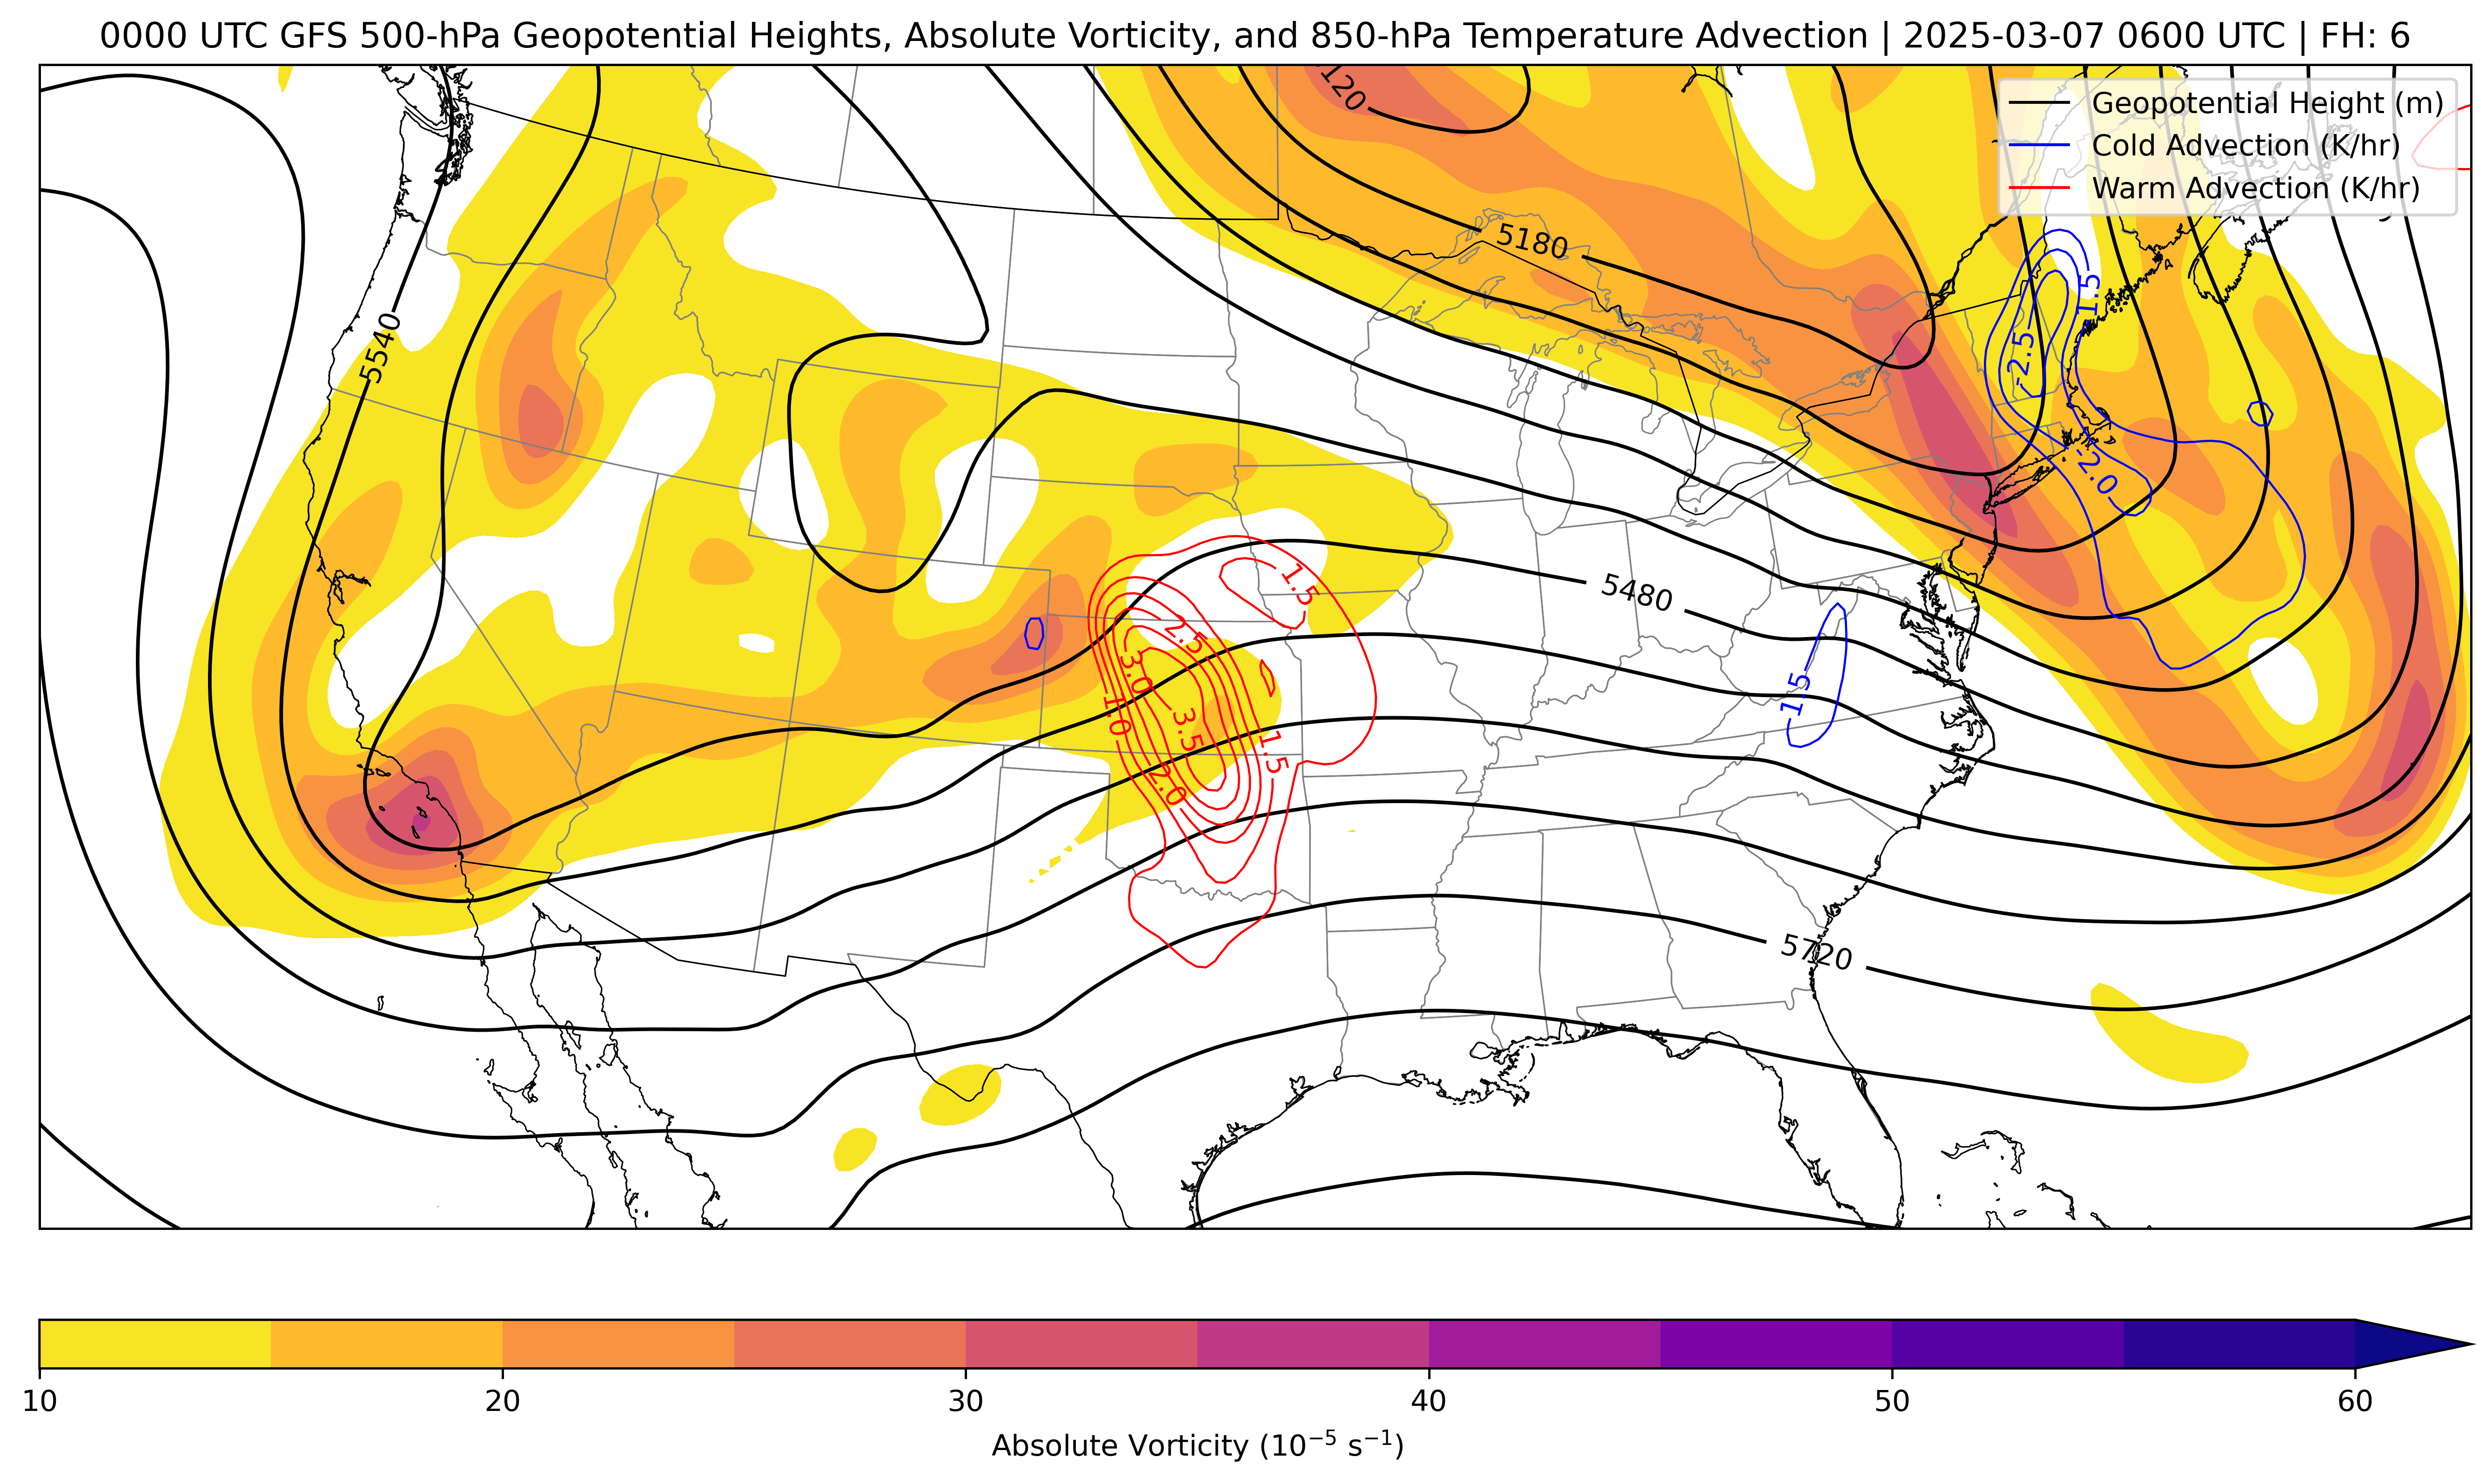 0000 UTC GFS 500-hPa Geopotential Heights, Absolute Vorticity, and 850-hPa Temperature Advection | 2025-03-07 0600 UTC | FH: 6
Geopotential Height (m)
Cold Advection (K/hr)
Warm Advection (K/hr)
5120
5180
5540
5480
5720
-1.5
-2.5
-2.0
-1.5
1.5
2.5
3.0
3.5
1.0
1.5
2.0
10 20 30 40 50 60
Absolute Vorticity (10⁻⁵ s⁻¹)